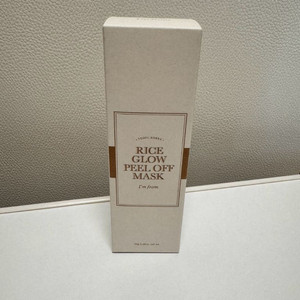 RICE
GLOW
PEEL OFF
MASK
I'm from